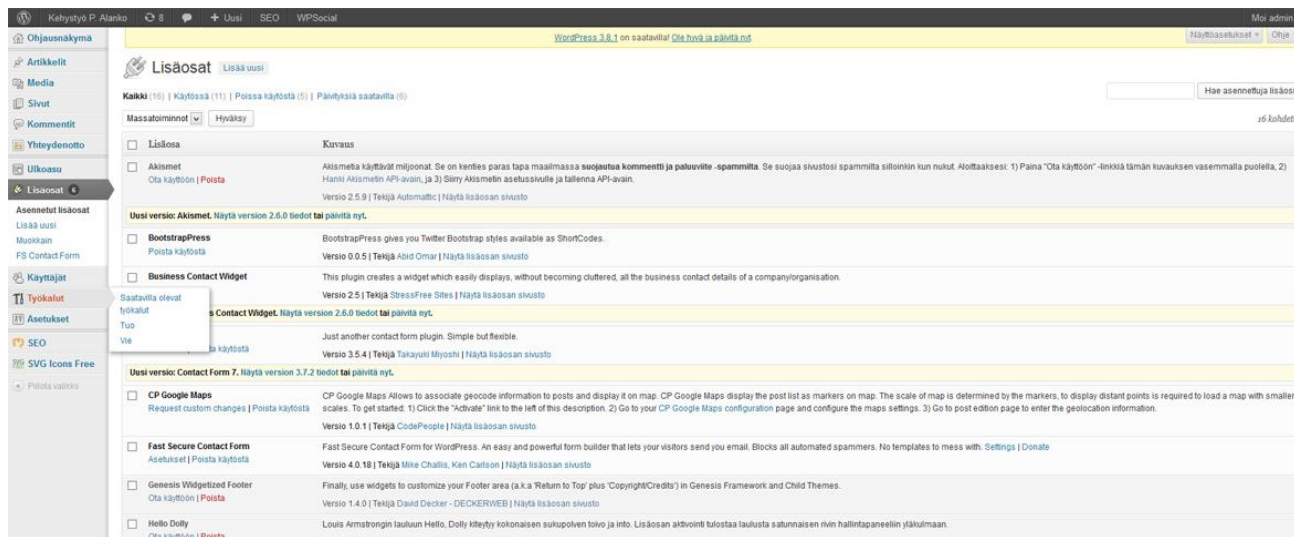 Kehystyö P. Alanko 8 + Uusi SEO WPSocial Moi admin
WordPress 3.8.1 on saatavilla! Ole hyvä ja päivitä nyt.
Näyttöasetukset Ohje
Ohjausnäkymä
Artikkelit
Media
Sivut
Kommentit
Yhteydenotto
Ulkoasu
Lisäosat 6
Asennetut lisäosat
Lisää uusi
Muokkain
FS Contact Form
Käyttäjät
Työkalut
Saatavilla olevat
työkalut
Tuo
Vie
Asetukset
SEO
SVG Icons Free
Piilota valikko
Lisäosat Lisää uusi
Kaikki (16) | Käytössä (11) | Poissa käytöstä (5) | Päivityksiä saatavilla (6)
Hae asennettuja lisäosi
Massatoiminnot Hyväksy
16 kohdett
Lisäosa Kuvaus
Akismet
Ota käyttöön | Poista
Akismetia käyttävät miljoonat. Se on kenties paras tapa maailmassa suojautua kommentti ja paluuviite -spammilta. Se suojaa sivustosi spammilta silloinkin kun nukut. Aloittaaksesi: 1) Paina "Ota käyttöön" -linkkiä tämän kuvauksen vasemmalla puolella, 2)
Hanki Akismetin API-avain, ja 3) Siirry Akismetin asetussivulle ja tallenna API-avain.
Versio 2.5.9 | Tekijä Automattic | Näytä lisäosan sivusto
Uusi versio: Akismet. Näytä version 2.6.0 tiedot tai päivitä nyt.
BootstrapPress
Poista käytöstä
BootstrapPress gives you Twitter Bootstrap styles available as ShortCodes.
Versio 0.0.5 | Tekijä Abid Omar | Näytä lisäosan sivusto
Business Contact Widget
This plugin creates a widget which easily displays, without becoming cluttered, all the business contact details of a company/organisation.
Versio 2.5 | Tekijä StressFree Sites | Näytä lisäosan sivusto
s Contact Widget. Näytä version 2.6.0 tiedot tai päivitä nyt.
ta käytöstä
Just another contact form plugin. Simple but flexible.
Versio 3.5.4 | Tekijä Takayuki Miyoshi | Näytä lisäosan sivusto
Uusi versio: Contact Form 7. Näytä version 3.7.2 tiedot tai päivitä nyt.
CP Google Maps
Request custom changes | Poista käytöstä
CP Google Maps Allows to associate geocode information to posts and display it on map. CP Google Maps display the post list as markers on map. The scale of map is determined by the markers, to display distant points is required to load a map with smaller
scales. To get started: 1) Click the "Activate" link to the left of this description. 2) Go to your CP Google Maps configuration page and configure the maps settings. 3) Go to post edition page to enter the geolocation information.
Versio 1.0.1 | Tekijä CodePeople | Näytä lisäosan sivusto
Fast Secure Contact Form
Asetukset | Poista käytöstä
Fast Secure Contact Form for WordPress. An easy and powerful form builder that lets your visitors send you email. Blocks all automated spammers. No templates to mess with. Settings | Donate
Versio 4.0.18 | Tekijä Mike Challis, Ken Carlson | Näytä lisäosan sivusto
Genesis Widgetized Footer
Ota käyttöön | Poista
Finally, use widgets to customize your Footer area (a.k.a 'Return to Top' plus 'Copyright/Credits') in Genesis Framework and Child Themes.
Versio 1.4.0 | Tekijä David Decker - DECKERWEB | Näytä lisäosan sivusto
Hello Dolly
Ota käyttöön | Poista
Louis Armstrongin lauluun Hello, Dolly kiteytyy kokonaisen sukupolven toivo ja into. Lisäosan aktivointi tulostaa laulusta satunnaisen rivin hallintapaneeliin yläkulmaan.